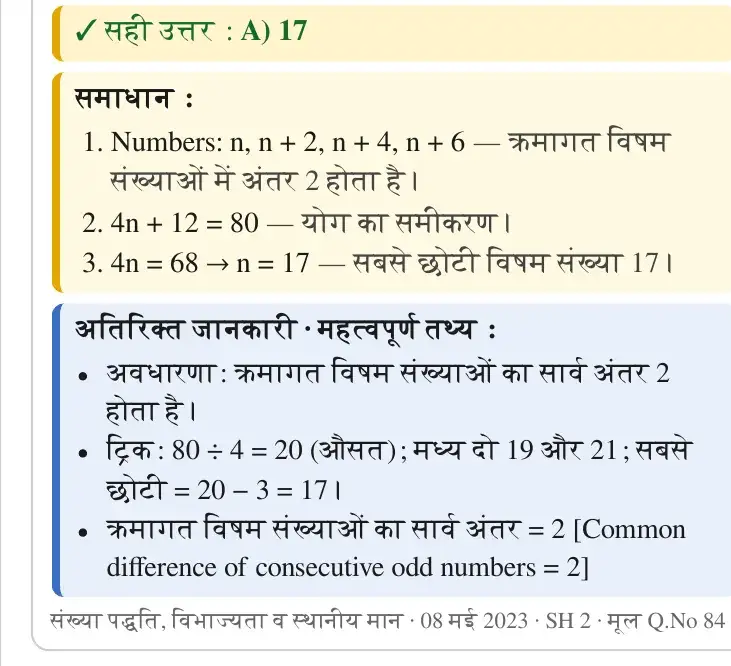 ✓ सही उत्तर : A) 17
समाधान :
1. Numbers: n, n + 2, n + 4, n + 6 — क्रमागत विषम
संख्याओं में अंतर 2 होता है।
2. 4n + 12 = 80 — योग का समीकरण।
3. 4n = 68 → n = 17 — सबसे छोटी विषम संख्या 17।
अतिरिक्त जानकारी · महत्वपूर्ण तथ्य :
• अवधारणा : क्रमागत विषम संख्याओं का सार्व अंतर 2
होता है।
• ट्रिक : 80 ÷ 4 = 20 (औसत) ; मध्य दो 19 और 21 ; सबसे
छोटी = 20 − 3 = 17।
• क्रमागत विषम संख्याओं का सार्व अंतर = 2 [Common
difference of consecutive odd numbers = 2]
संख्या पद्धति, विभाज्यता व स्थानीय मान · 08 मई 2023 · SH 2 · मूल Q.No 84